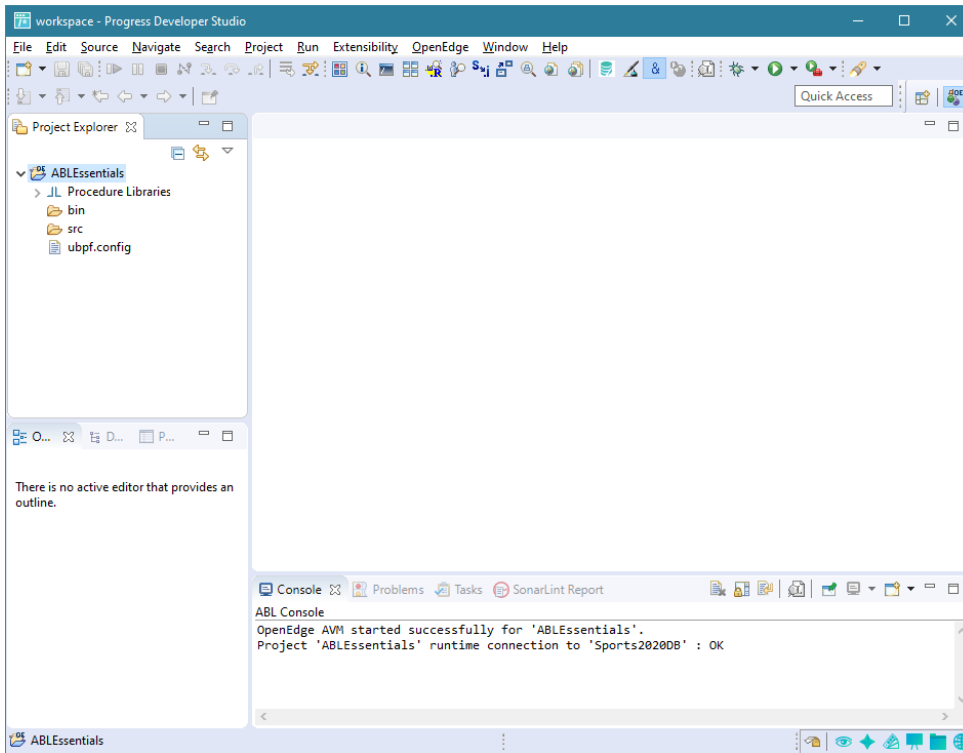 workspace - Progress Developer Studio
File Edit Source Navigate Search Project Run Extensibility OpenEdge Window Help
Quick Access
Project Explorer
ABLEssentials
Procedure Libraries
bin
src
ubpf.config
O... D... P...
There is no active editor that provides an
outline.
Console Problems Tasks SonarLint Report
ABL Console
OpenEdge AVM started successfully for 'ABLEssentials'.
Project 'ABLEssentials' runtime connection to 'Sports2020DB' : OK
ABLEssentials